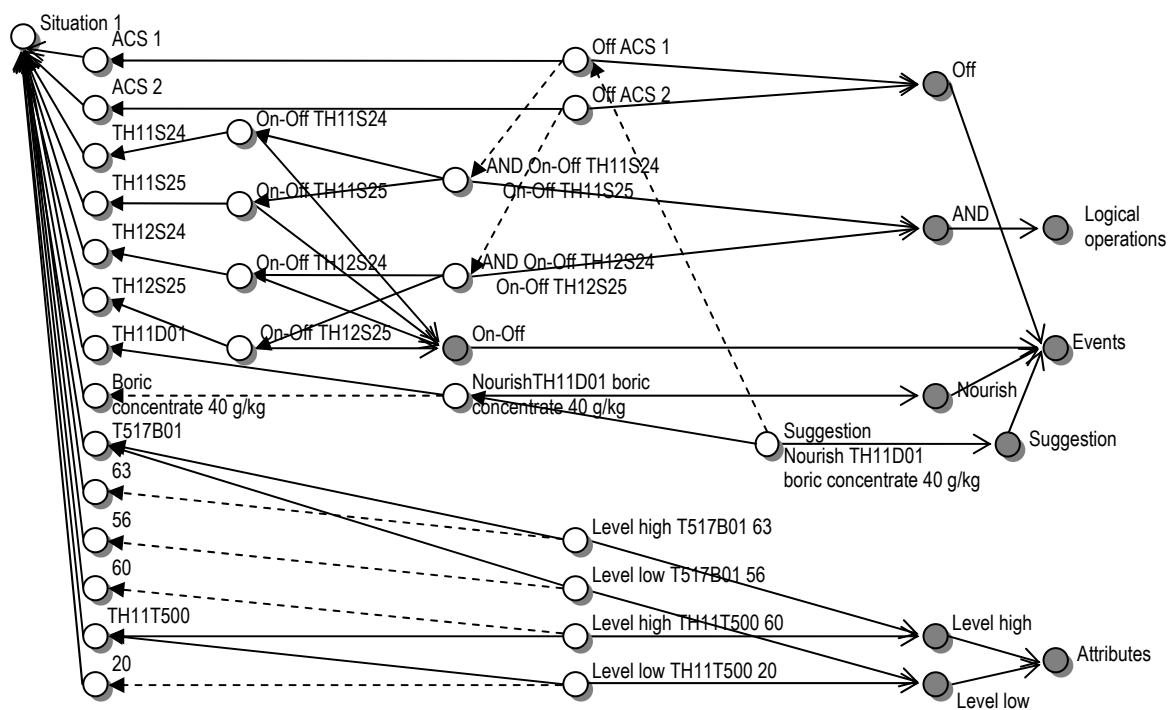 Situation 1
ACS 1
Off ACS 1
Off
ACS 2
Off ACS 2
TH11S24
On-Off TH11S24
AND On-Off TH11S24
On-Off TH11S25
TH11S25
On-Off TH11S25
AND
Logical
operations
TH12S24
On-Off TH12S24
AND On-Off TH12S24
On-Off TH12S25
TH12S25
On-Off TH12S25
TH11D01
On-Off
Events
Boric
concentrate 40 g/kg
NourishTH11D01 boric
concentrate 40 g/kg
Nourish
T517B01
Suggestion
Nourish TH11D01
boric concentrate 40 g/kg
Suggestion
63
Level high T517B01 63
56
Level low T517B01 56
60
Level high TH11T500 60
Level high
TH11T500
Attributes
20
Level low TH11T500 20
Level low